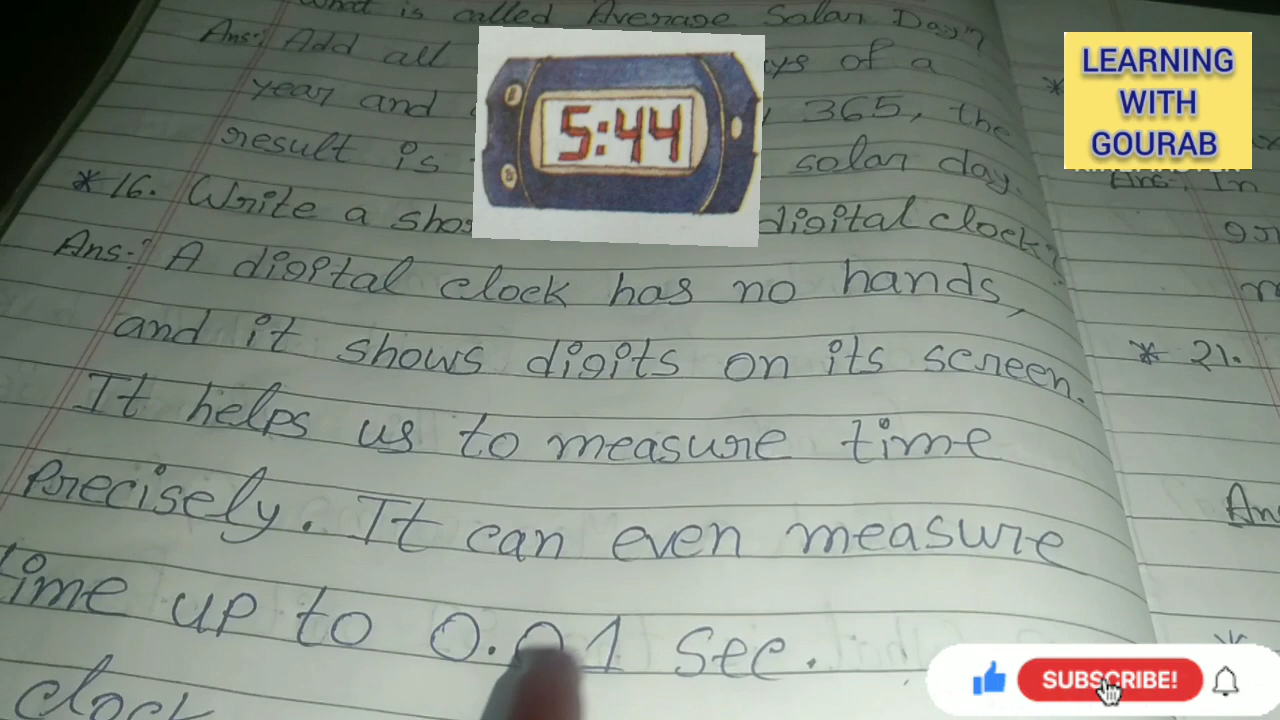 What is called Average Solar Day?
Ans: Add all ys of a
year and 365, the
result is solar day.
* 16. Write a sho digital clock?
Ans: A digital clock has no hands,
and it shows digits on its screen.
It helps us to measure time
Precisely. It can even measure
time up to 0.01 sec.
clock
5:44
LEARNING
WITH
GOURAB
*
Ans: In
* 21.
An
*
SUBSCRIBE!